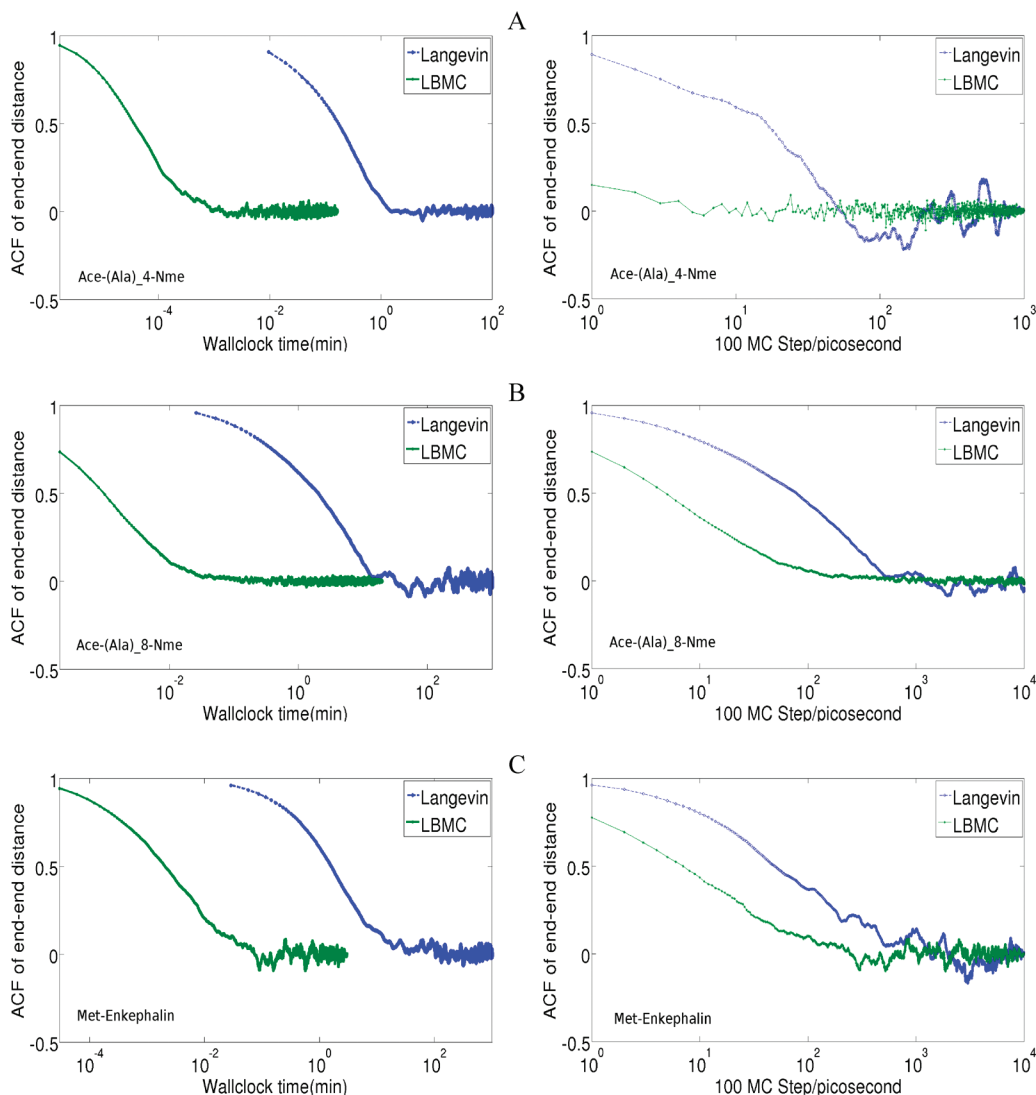 A
ACF of end-end distance
1
0.5
0
-0.5
Langevin
LBMC
Ace-(Ala)_4-Nme
10^-4
10^-2
10^0
10^2
Wallclock time(min)
ACF of end-end distance
1
0.5
0
-0.5
Langevin
LBMC
Ace-(Ala)_4-Nme
10^0
10^1
10^2
10^3
100 MC Step/picosecond
B
ACF of end-end distance
1
0.5
0
-0.5
Langevin
LBMC
Ace-(Ala)_8-Nme
10^-2
10^0
10^2
Wallclock time(min)
ACF of end-end distance
1
0.5
0
-0.5
Langevin
LBMC
Ace-(Ala)_8-Nme
10^0
10^1
10^2
10^3
10^4
100 MC Step/picosecond
C
ACF of end-end distance
1
0.5
0
-0.5
Langevin
LBMC
Met-Enkephalin
10^-4
10^-2
10^0
10^2
Wallclock time(min)
ACF of end-end distance
1
0.5
0
-0.5
Langevin
LBMC
Met-Enkephalin
10^0
10^1
10^2
10^3
10^4
100 MC Step/picosecond